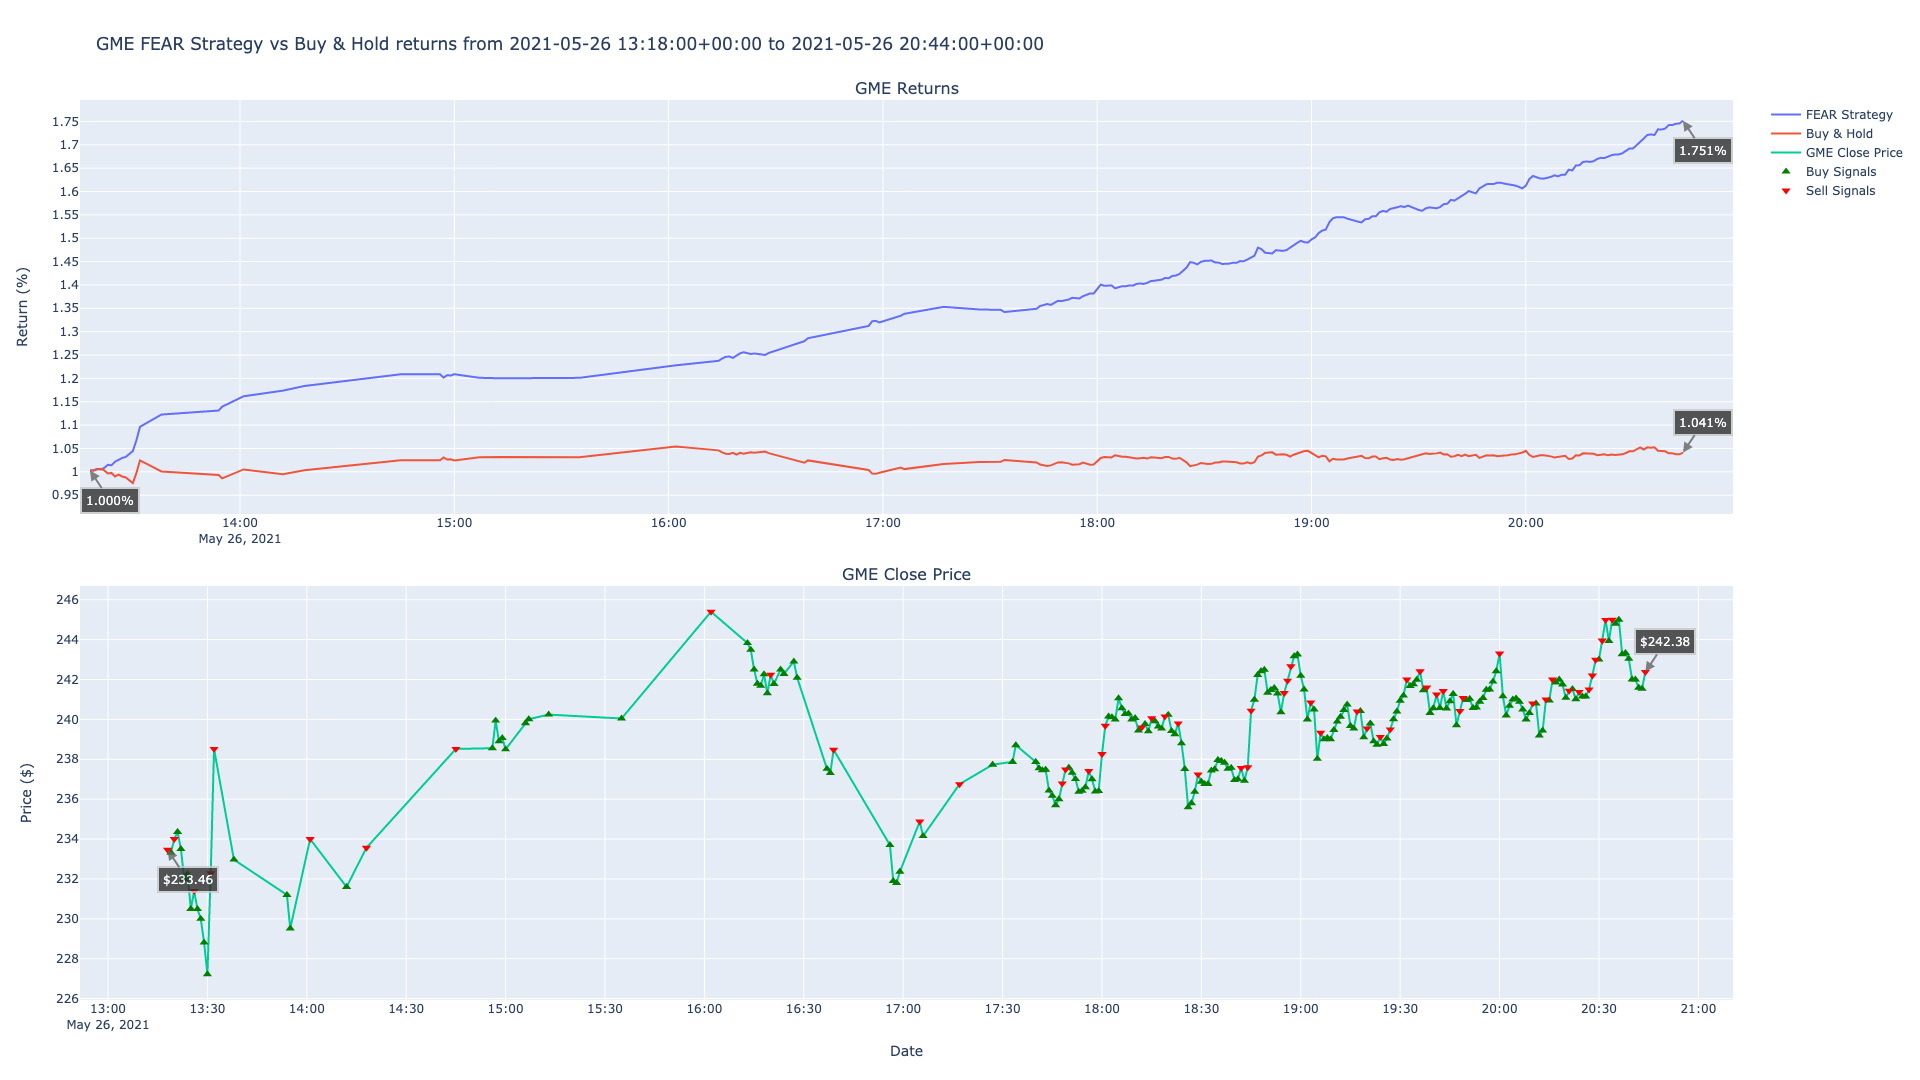 GME FEAR Strategy vs Buy & Hold returns from 2021-05-26 13:18:00+00:00 to 2021-05-26 20:44:00+00:00
GME Returns
FEAR Strategy
Buy & Hold
GME Close Price
Buy Signals
Sell Signals
Return (%)
1.75
1.7
1.65
1.6
1.55
1.5
1.45
1.4
1.35
1.3
1.25
1.2
1.15
1.1
1.05
1
0.95
1.751%
1.041%
1.000%
14:00 15:00 16:00 17:00 18:00 19:00 20:00
May 26, 2021
GME Close Price
Price ($)
246
244
242
240
238
236
234
232
230
228
226
$242.38
$233.46
13:00 13:30 14:00 14:30 15:00 15:30 16:00 16:30 17:00 17:30 18:00 18:30 19:00 19:30 20:00 20:30 21:00
May 26, 2021
Date